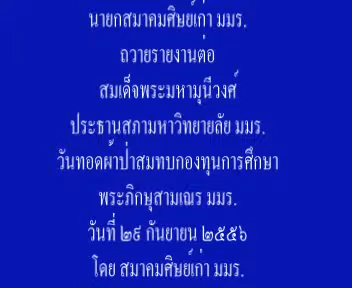 นายกสมาคมศิษย์เก่า มมร.
ถวายรายงานต่อ
สมเด็จพระมหามุนีวงศ์
ประธานสภามหาวิทยายลัย มมร.
วันทอดผ้าป่าสมทบกองทุนการศึกษา
พระภิกษุสามเณร มมร.
วันที่ ๒๙ กันยายน ๒๕๕๖
โดย สมาคมศิษย์เก่า มมร.